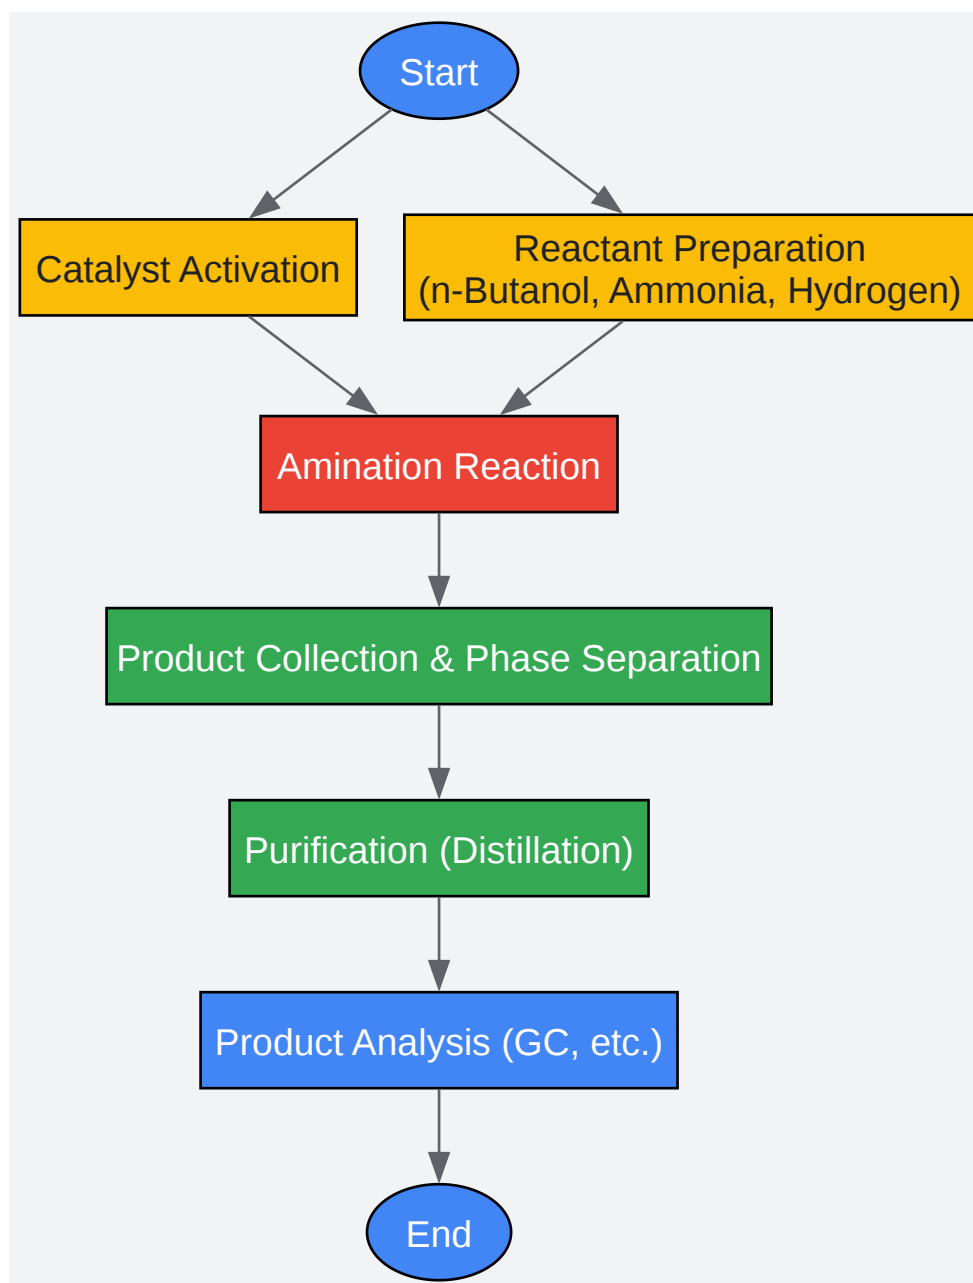 Start
Catalyst Activation
Reactant Preparation
(n-Butanol, Ammonia, Hydrogen)
Amination Reaction
Product Collection & Phase Separation
Purification (Distillation)
Product Analysis (GC, etc.)
End